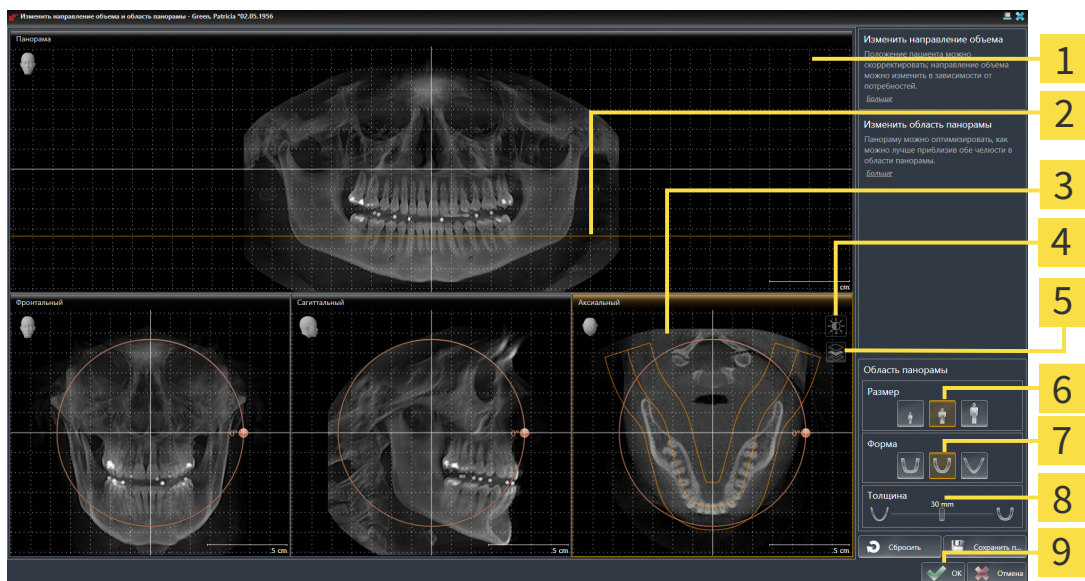 Изменить направление объема и область панорамы - Green, Patricia *02.05.1956
Панорама
cm
Фронтальный
0°
.5 cm
Сагиттальный
0°
.5 cm
Аксиальный
0°
.5 cm
Изменить направление объема
Положение пациента можно
скорректировать; направление объема
можно изменить в зависимости от
потребностей.
Больше
Изменить область панорамы
Панораму можно оптимизировать, как
можно лучше приблизив обе челюсти в
области панорамы.
Больше
Область панорамы
Размер
Форма
Толщина
30 mm
Сбросить
Сохранить п...
OK
Отмена
1
2
3
4
5
6
7
8
9